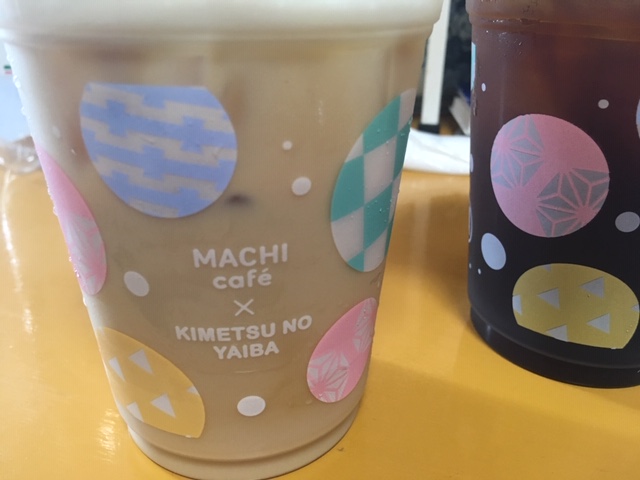 MACHI
café
×
KIMETSU NO
YAIBA